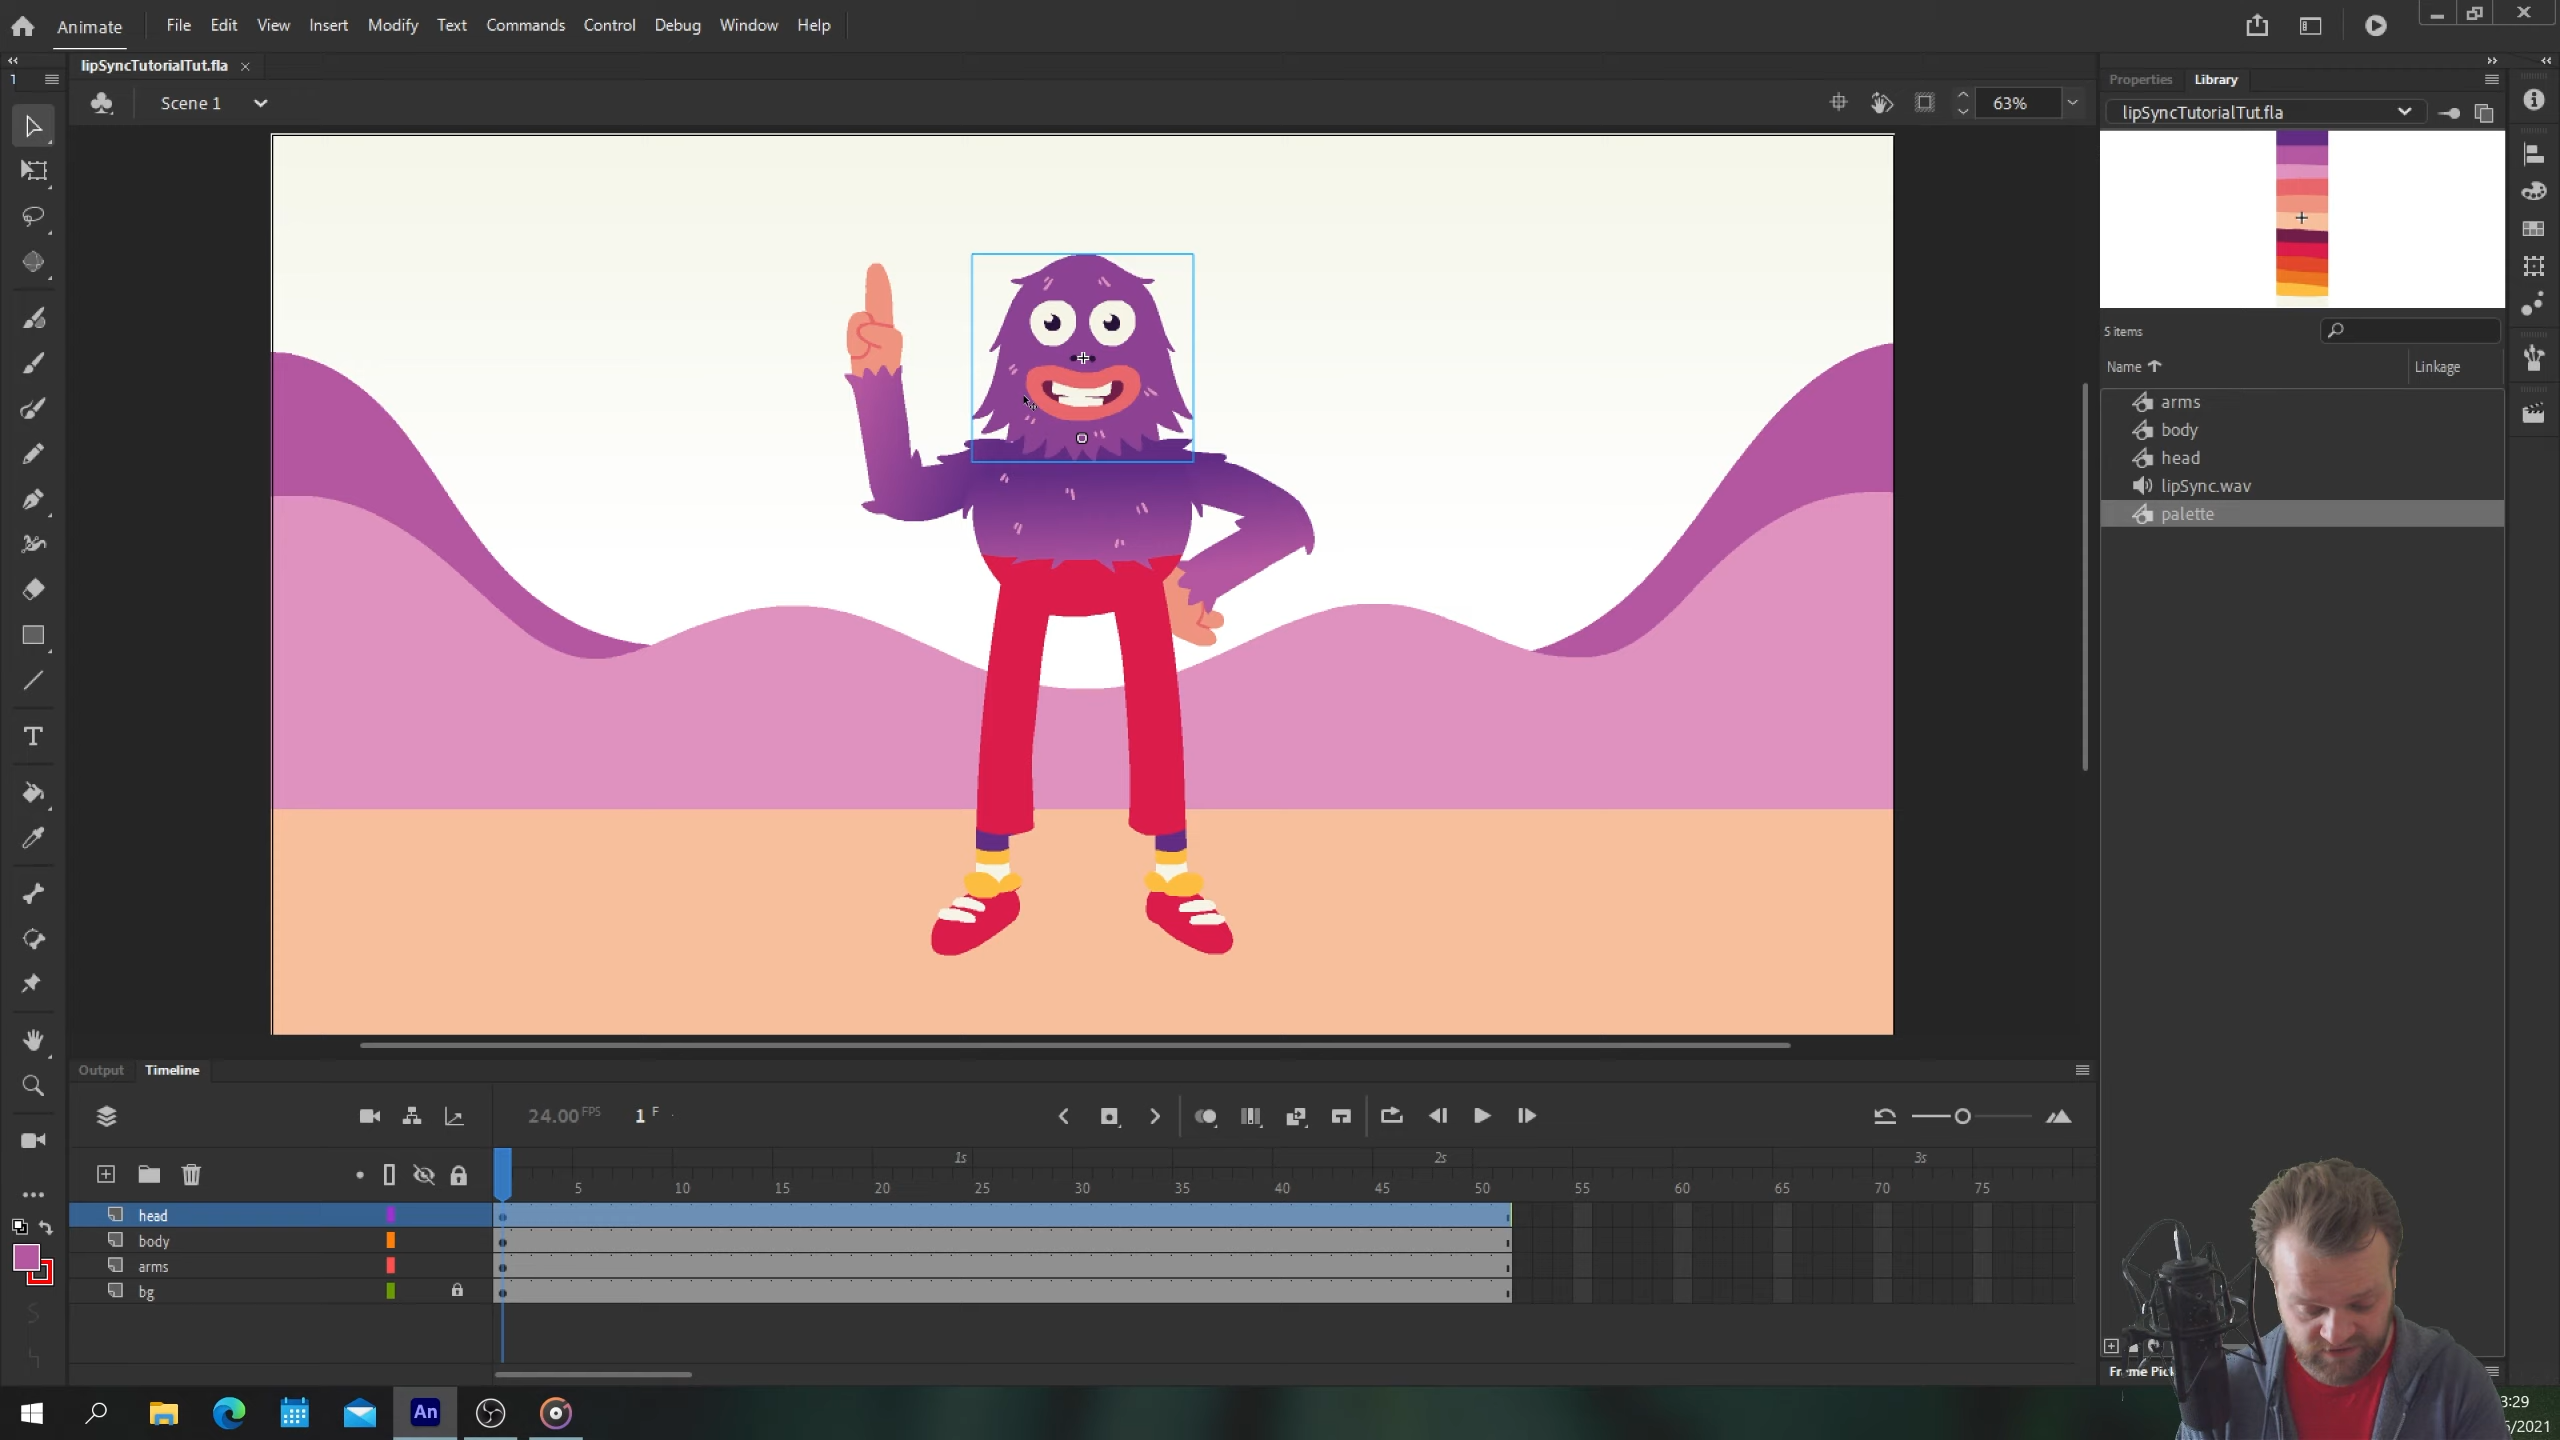 Animate File Edit View Insert Modify Text Commands Control Debug Window Help
lipSyncTutorialTut.fla
1
Scene 1
63%
Properties Library
lipSyncTutorialTut.fla
5 items
Name Linkage
arms
body
head
lipSync.wav
palette
Output Timeline
24.00 FPS 1 F
1s 2s 3s
5 10 15 20 25 30 35 40 45 50 55 60 65 70 75
head
body
arms
bg
T
An